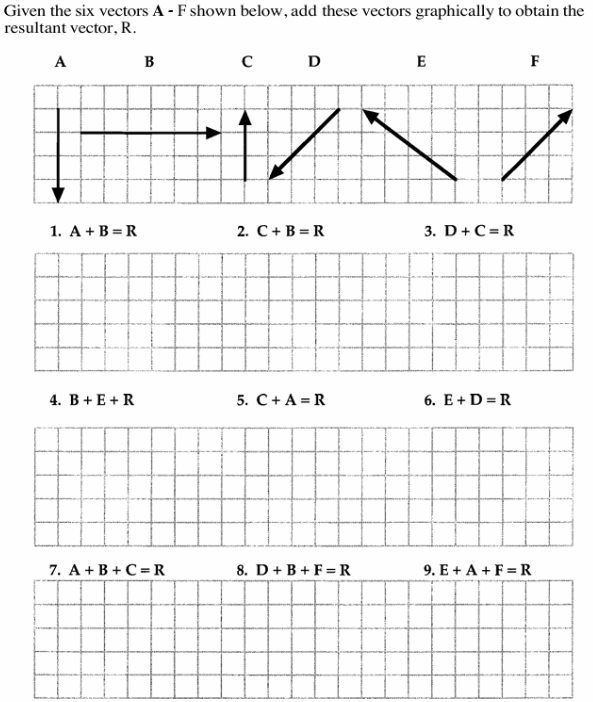 Given the six vectors A - F shown below, add these vectors graphically to obtain the
resultant vector, R.
A B C D E F
1. A + B = R 2. C + B = R 3. D + C = R
4. B + E + R 5. C + A = R 6. E + D = R
7. A + B + C = R 8. D + B + F = R 9. E + A + F = R